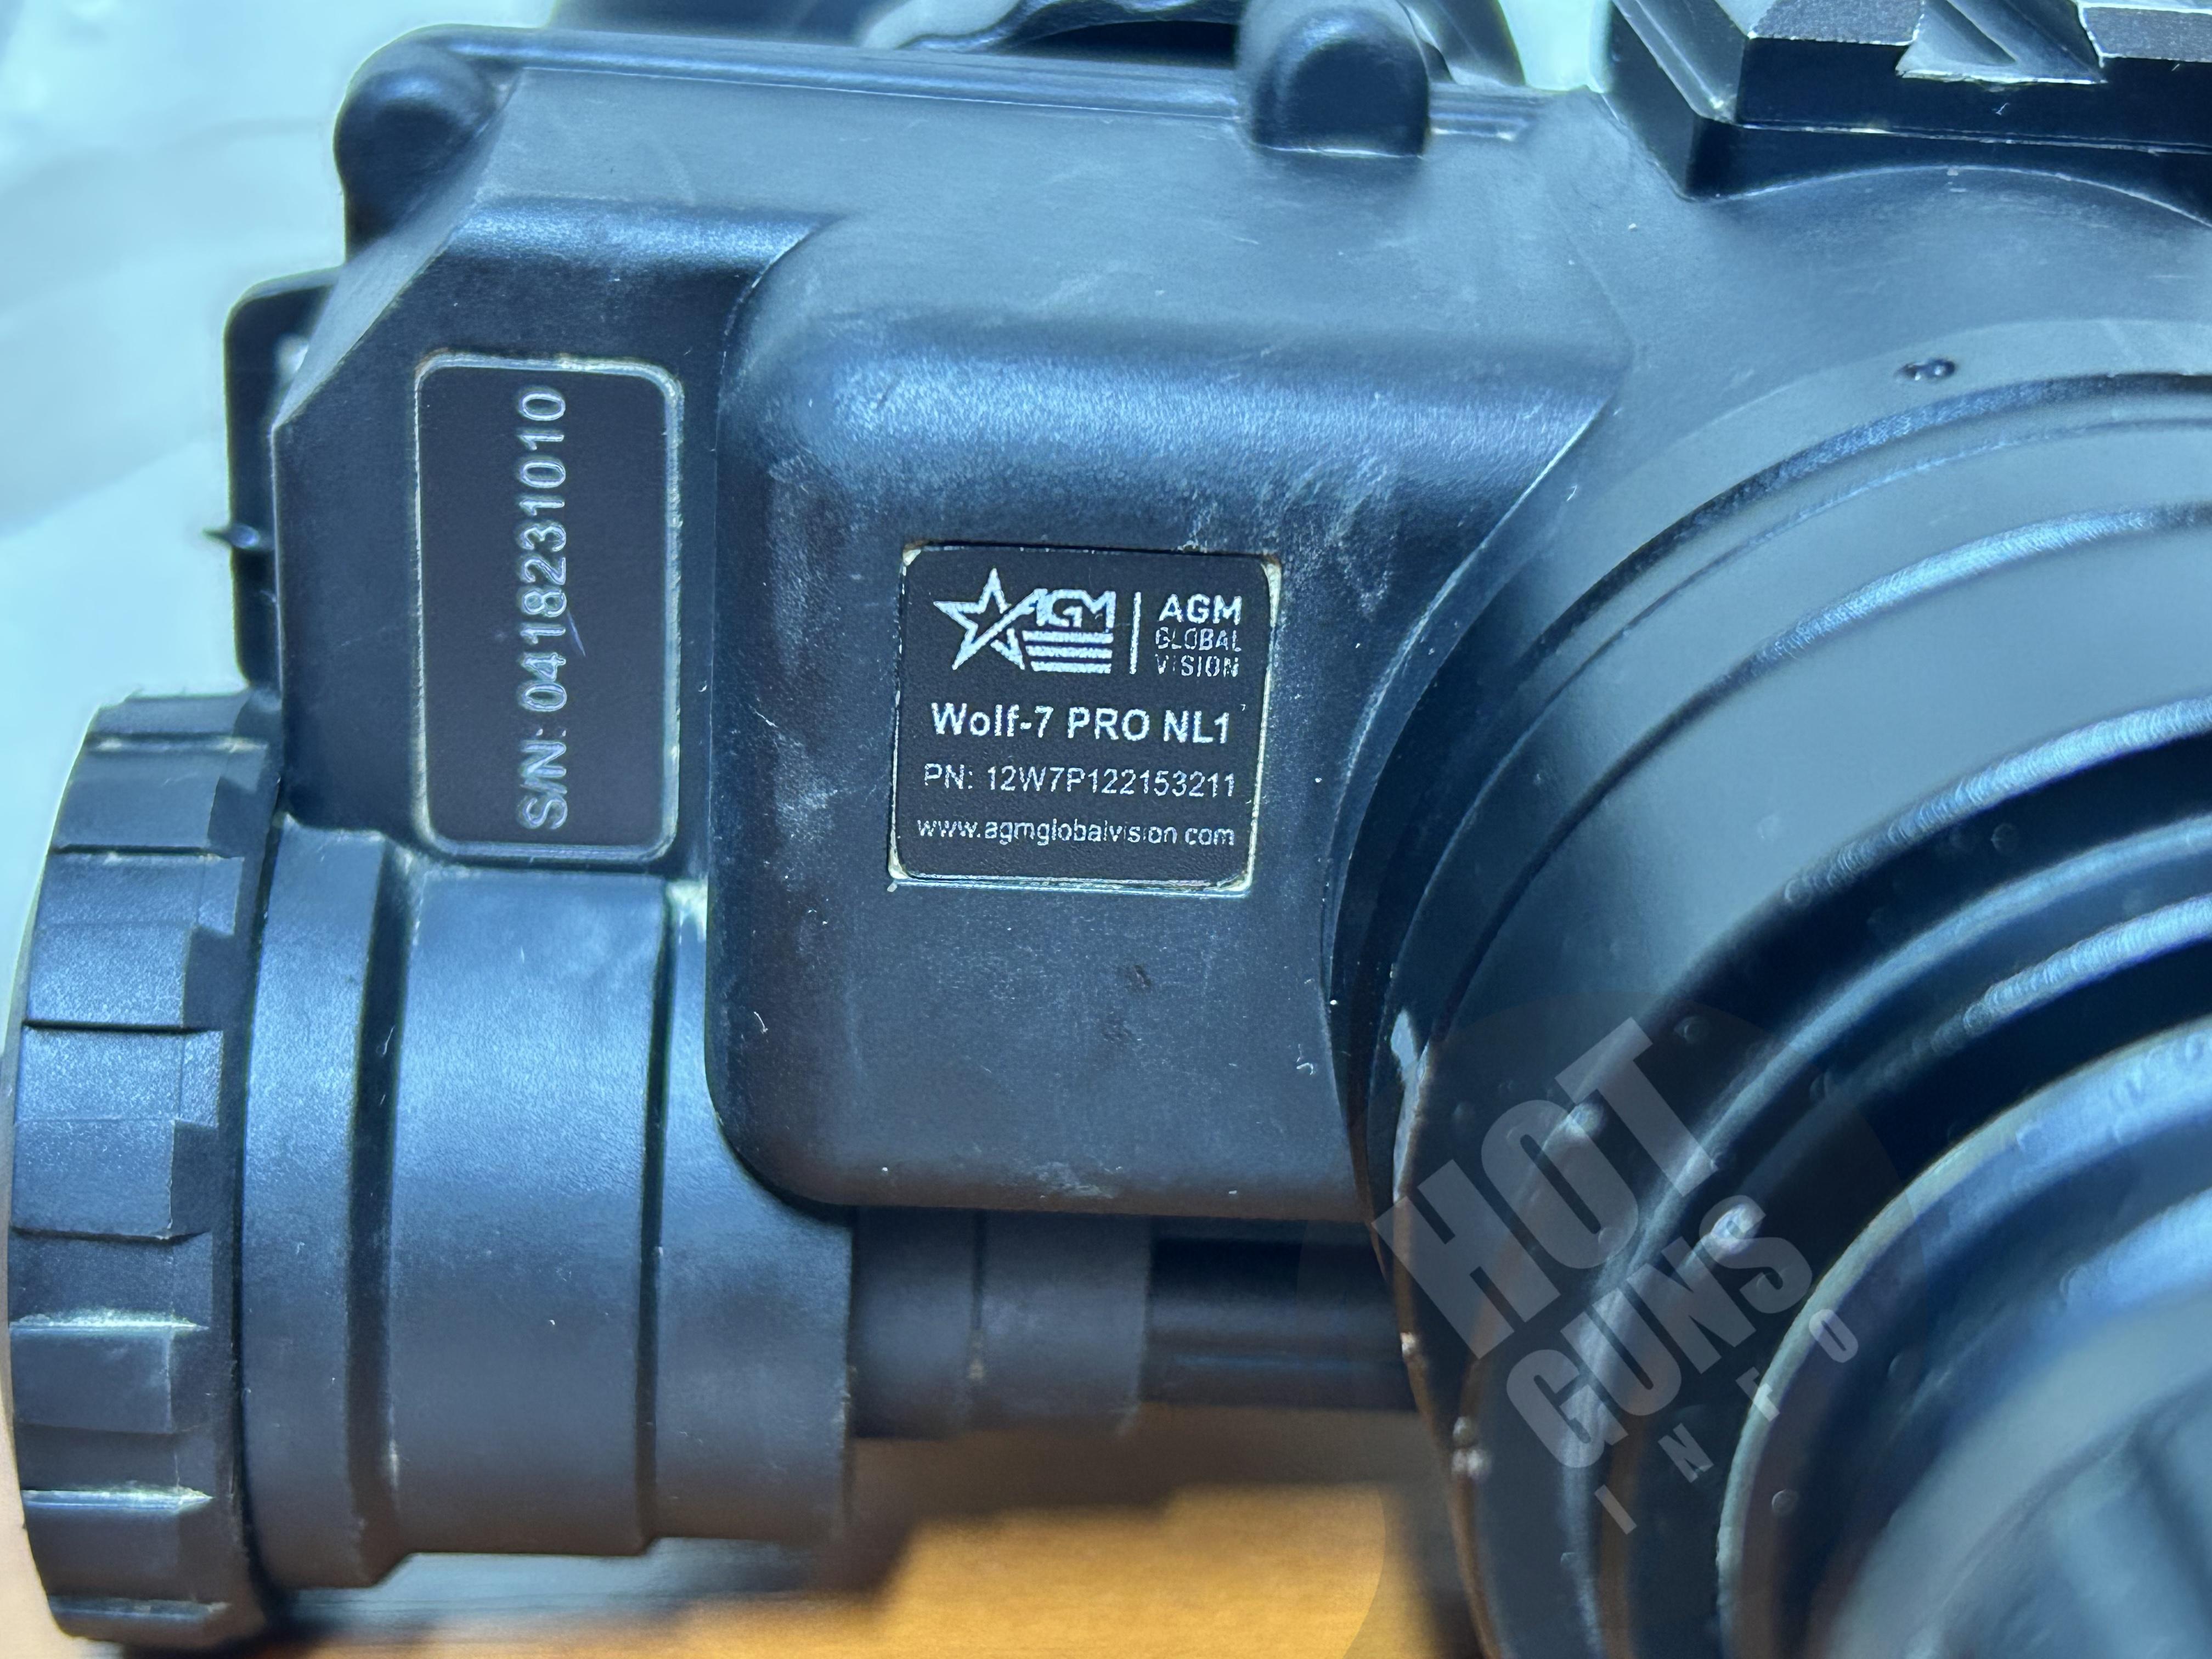 S/N: 0418231010
AGM
AGM
GLOBAL
VISION
Wolf-7 PRO NL1
PN: 12W7P122153211
www.agmglobalvision.com
HOT
GUNS
INFO